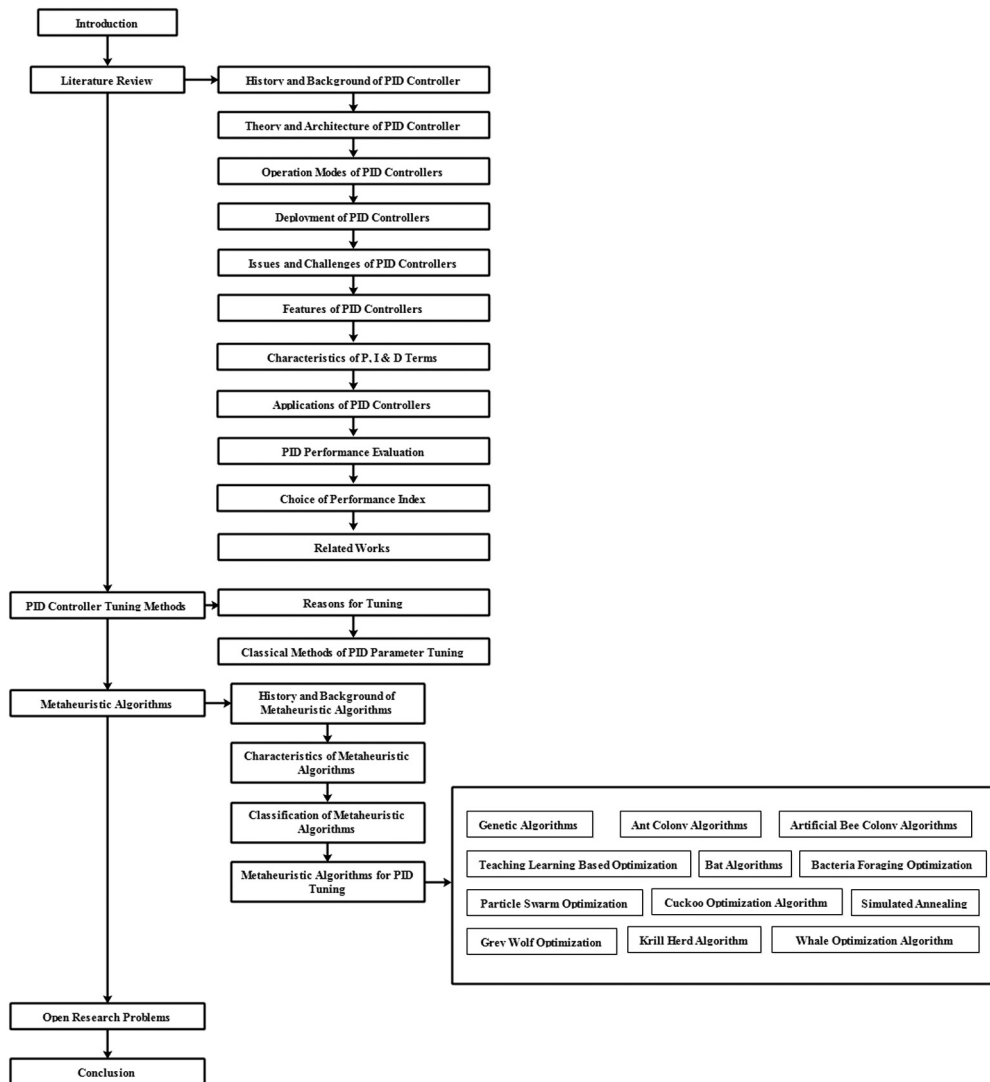 Introduction
Literature Review
History and Background of PID Controller
Theory and Architecture of PID Controller
Operation Modes of PID Controllers
Deployment of PID Controllers
Issues and Challenges of PID Controllers
Features of PID Controllers
Characteristics of P, I & D Terms
Applications of PID Controllers
PID Performance Evaluation
Choice of Performance Index
Related Works
PID Controller Tuning Methods
Reasons for Tuning
Classical Methods of PID Parameter Tuning
Metaheuristic Algorithms
History and Background of
Metaheuristic Algorithms
Characteristics of Metaheuristic
Algorithms
Classification of Metaheuristic
Algorithms
Metaheuristic Algorithms for PID
Tuning
Genetic Algorithms
Ant Colony Algorithms
Artificial Bee Colony Algorithms
Teaching Learning Based Optimization
Bat Algorithms
Bacteria Foraging Optimization
Particle Swarm Optimization
Cuckoo Optimization Algorithm
Simulated Annealing
Grey Wolf Optimization
Krill Herd Algorithm
Whale Optimization Algorithm
Open Research Problems
Conclusion